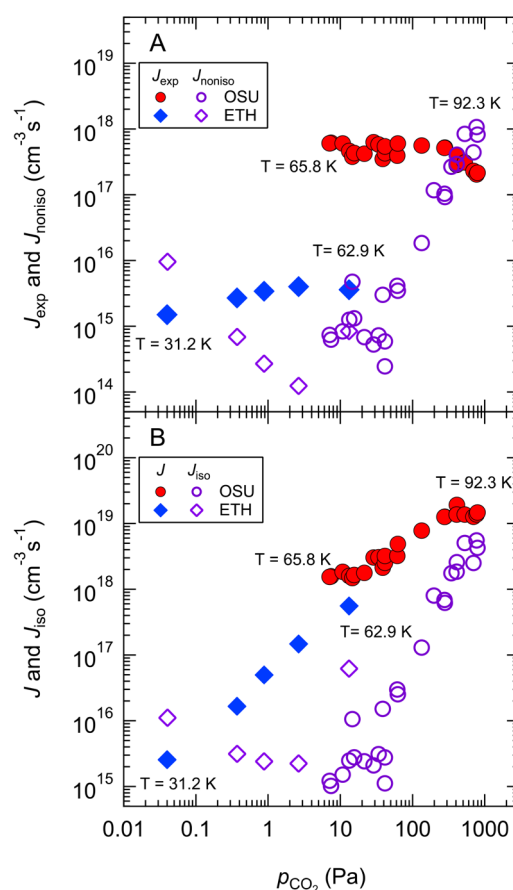 A
10^19
10^18
10^17
10^16
10^15
10^14
J_exp J_noniso
OSU
ETH
T= 92.3 K
T= 65.8 K
T= 62.9 K
T = 31.2 K
J_exp and J_noniso (cm^-3 s^-1)
B
10^20
10^19
10^18
10^17
10^16
10^15
J J_iso
OSU
ETH
T = 92.3 K
T= 65.8 K
T= 62.9 K
T = 31.2 K
J and J_iso (cm^-3 s^-1)
0.01 0.1 1 10 100 1000
p_CO2 (Pa)